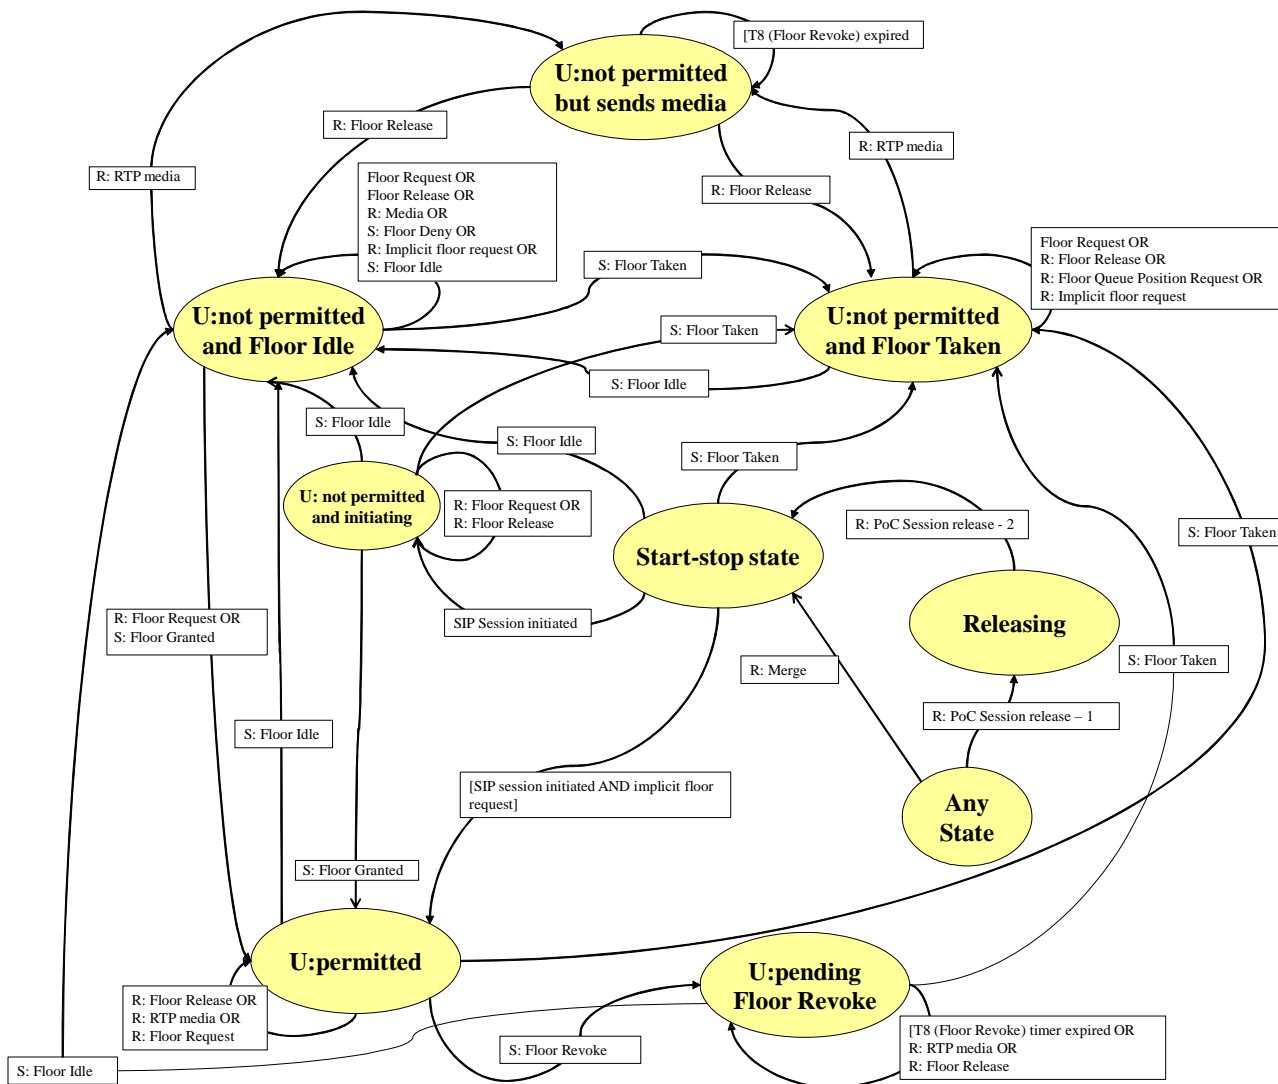 [T8 (Floor Revoke) expired
U:not permitted
but sends media
R: Floor Release
R: RTP media
R: RTP media
Floor Request OR
Floor Release OR
R: Media OR
S: Floor Deny OR
R: Implicit floor request OR
S: Floor Idle
R: Floor Release
Floor Request OR
R: Floor Release OR
R: Floor Queue Position Request OR
R: Implicit floor request
S: Floor Taken
U:not permitted
and Floor Idle
S: Floor Taken
U:not permitted
and Floor Taken
S: Floor Idle
S: Floor Idle
S: Floor Idle
S: Floor Taken
U: not permitted
and initiating
R: Floor Request OR
R: Floor Release
R: PoC Session release - 2
S: Floor Taken
Start-stop state
SIP Session initiated
Releasing
R: Floor Request OR
S: Floor Granted
R: Merge
S: Floor Taken
R: PoC Session release – 1
S: Floor Idle
[SIP session initiated AND implicit floor
request]
Any
State
S: Floor Granted
U:permitted
U:pending
Floor Revoke
R: Floor Release OR
R: RTP media OR
R: Floor Request
S: Floor Revoke
[T8 (Floor Revoke) timer expired OR
R: RTP media OR
R: Floor Release
S: Floor Idle